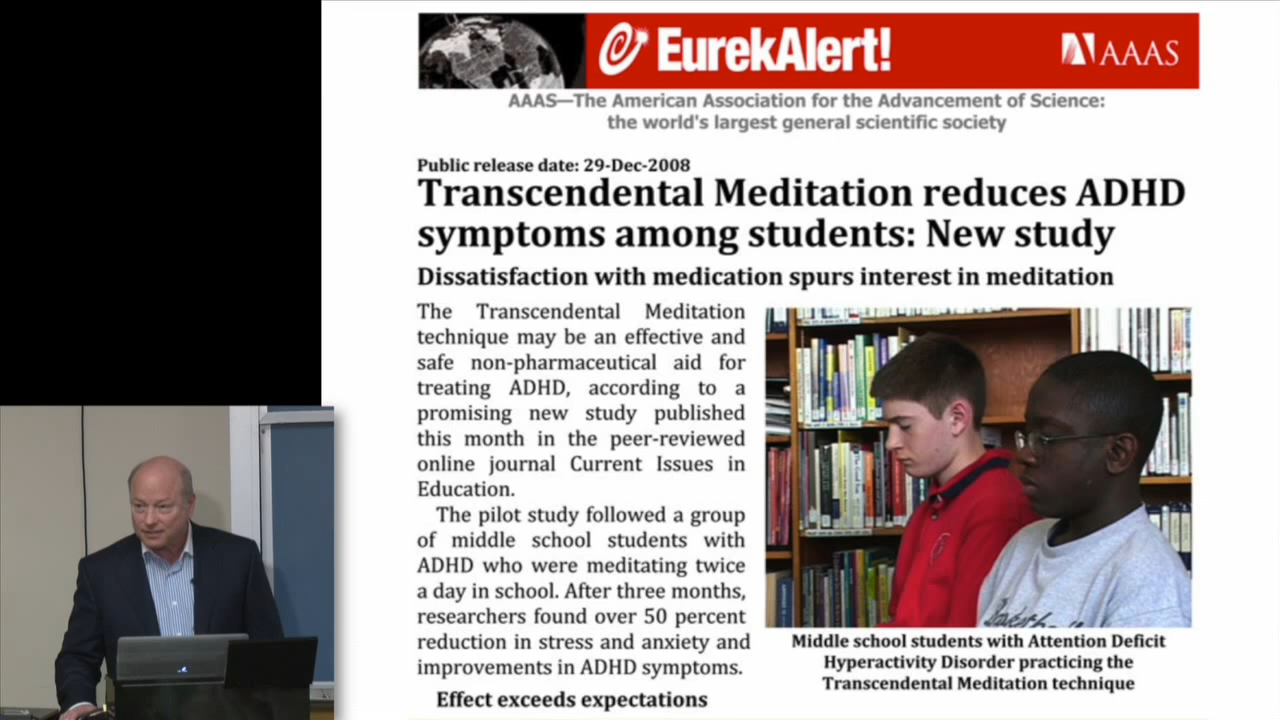 EurekAlert!
AAAS
AAAS—The American Association for the Advancement of Science:
the world's largest general scientific society
Public release date: 29-Dec-2008
Transcendental Meditation reduces ADHD
symptoms among students: New study
Dissatisfaction with medication spurs interest in meditation
The Transcendental Meditation
technique may be an effective and
safe non-pharmaceutical aid for
treating ADHD, according to a
promising new study published
this month in the peer-reviewed
online journal Current Issues in
Education.
The pilot study followed a group
of middle school students with
ADHD who were meditating twice
a day in school. After three months,
researchers found over 50 percent
reduction in stress and anxiety and
improvements in ADHD symptoms.
Effect exceeds expectations
Middle school students with Attention Deficit
Hyperactivity Disorder practicing the
Transcendental Meditation technique